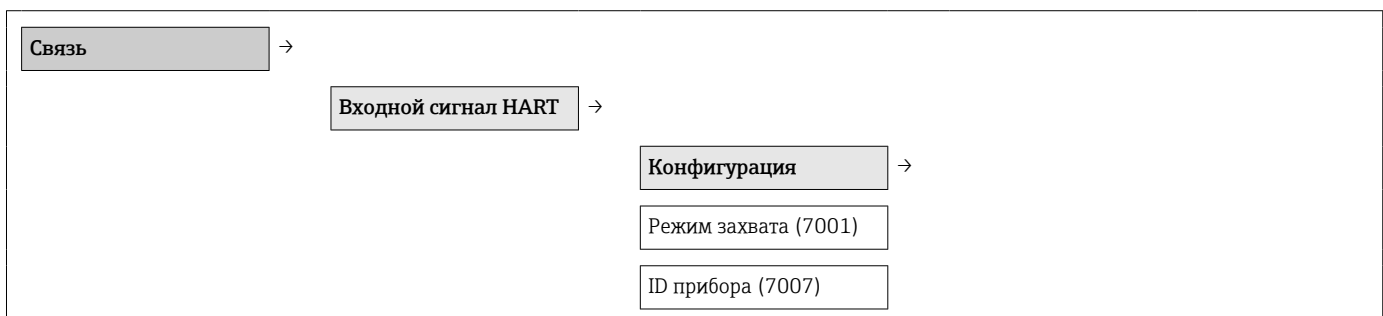 Связь →
Входной сигнал HART →
Конфигурация →
Режим захвата (7001)
ID прибора (7007)